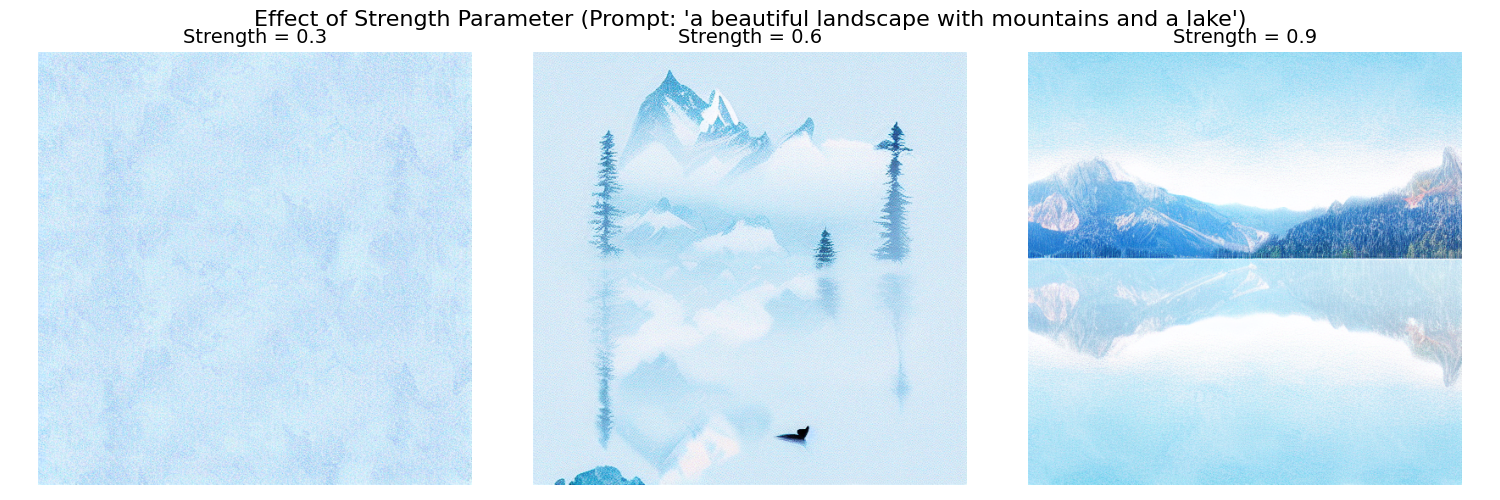 Effect of Strength Parameter (Prompt: 'a beautiful landscape with mountains and a lake')
Strength = 0.3
Strength = 0.6
Strength = 0.9